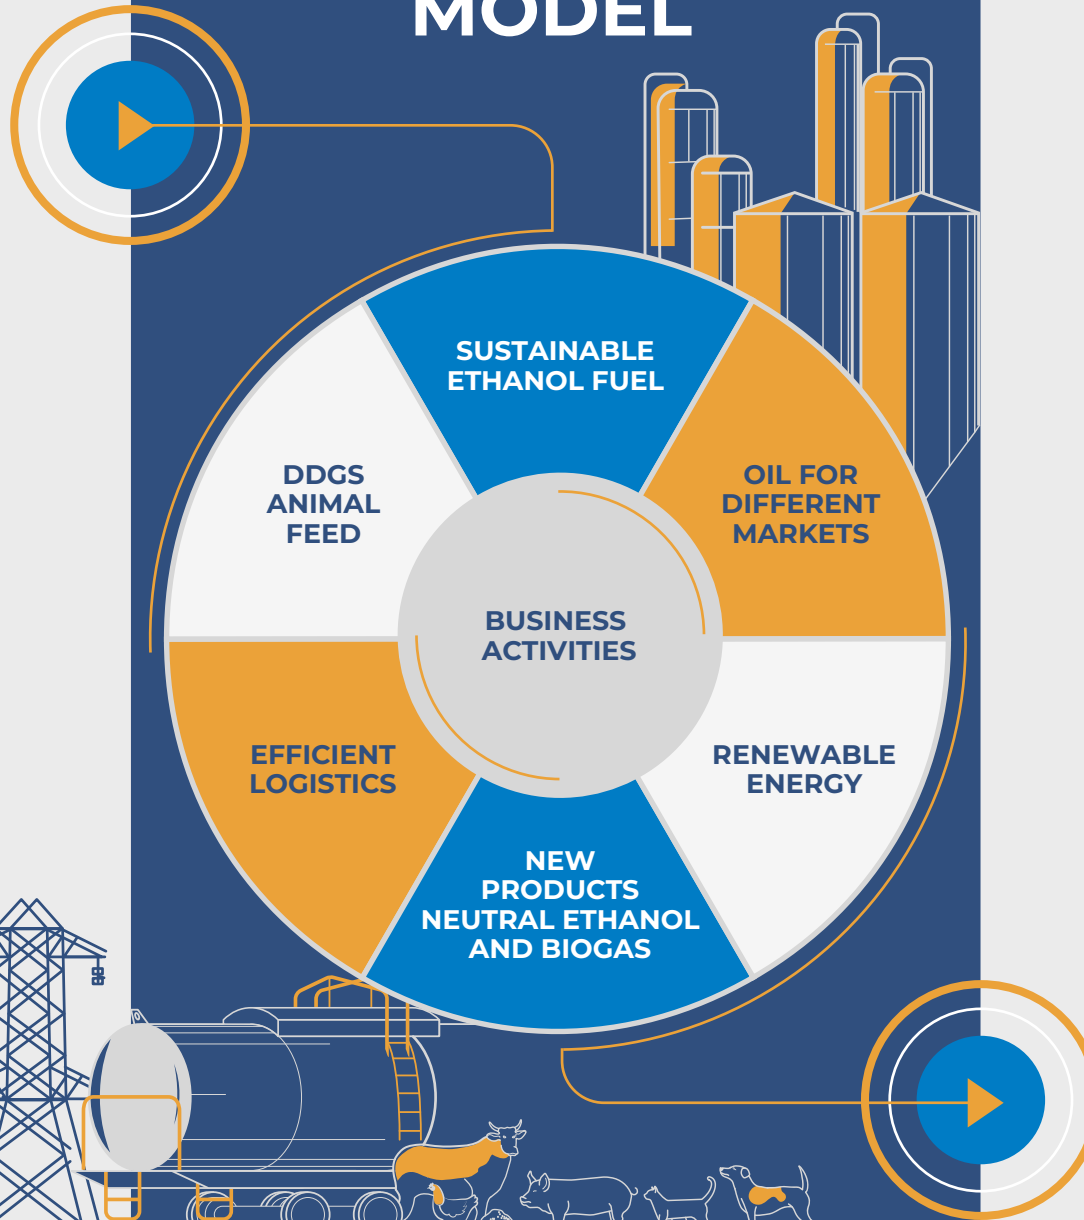 MODEL
SUSTAINABLE
ETHANOL FUEL
DDGS
ANIMAL
FEED
OIL FOR
DIFFERENT
MARKETS
BUSINESS
ACTIVITIES
EFFICIENT
LOGISTICS
RENEWABLE
ENERGY
NEW
PRODUCTS
NEUTRAL ETHANOL
AND BIOGAS